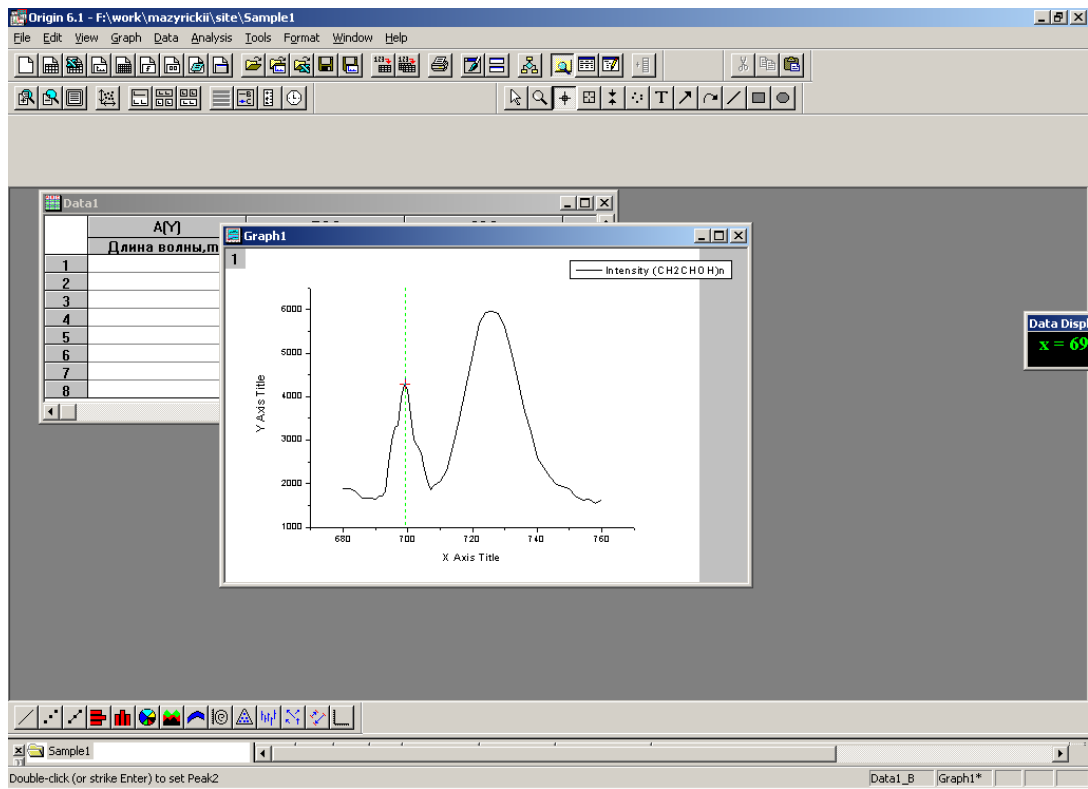 Origin 6.1 - F:\work\mazyrickii\site\Sample1
File Edit View Graph Data Analysis Tools Format Window Help
Data1
A(Y)
Длина волны,m
1
2
3
4
5
6
7
8
Graph1
1
Intensity (CH2CHOH)n
6000
5000
4000
3000
2000
1000
Y Axis Title
680 700 720 740 760
X Axis Title
Data Displ
x = 69
Sample1
Double-click (or strike Enter) to set Peak2
Data1_B Graph1*